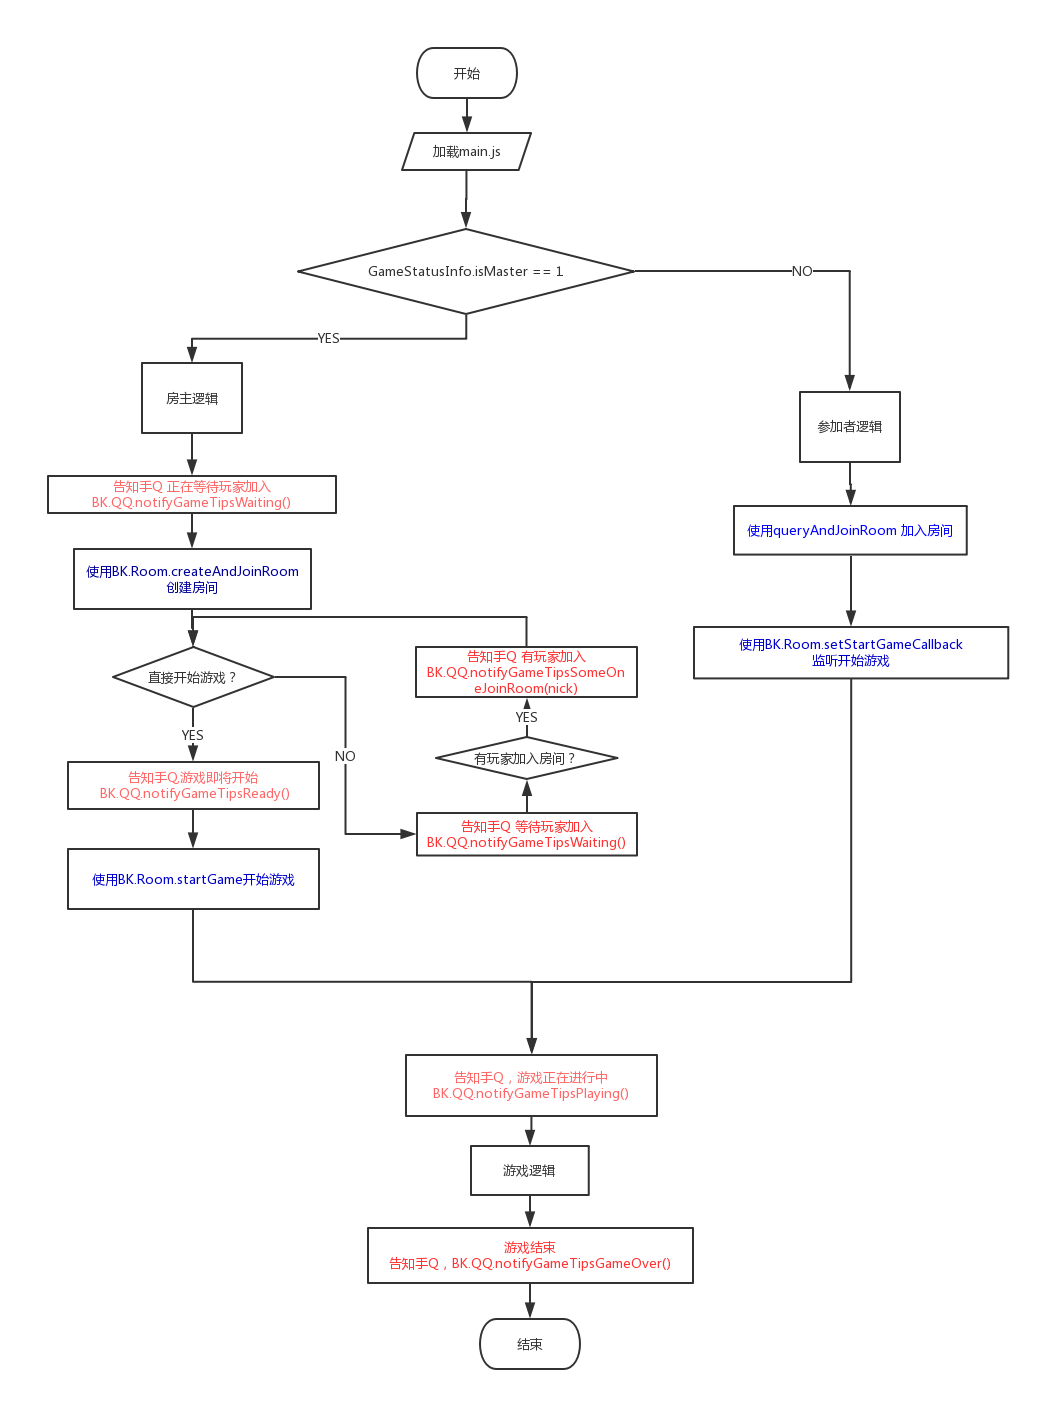 开始
加载main.js
GameStatusInfo.isMaster == 1
NO
YES
房主逻辑
参加者逻辑
告知手Q 正在等待玩家加入
BK.QQ.notifyGameTipsWaiting()
使用queryAndJoinRoom 加入房间
使用BK.Room.createAndJoinRoom
创建房间
使用BK.Room.setStartGameCallback
监听开始游戏
直接开始游戏？
告知手Q 有玩家加入
BK.QQ.notifyGameTipsSomeOn
eJoinRoom(nick)
YES
YES
NO
有玩家加入房间？
告知手Q,游戏即将开始
BK.QQ.notifyGameTipsReady()
告知手Q 等待玩家加入
BK.QQ.notifyGameTipsWaiting()
使用BK.Room.startGame开始游戏
告知手Q，游戏正在进行中
BK.QQ.notifyGameTipsPlaying()
游戏逻辑
游戏结束
告知手Q，BK.QQ.notifyGameTipsGameOver()
结束